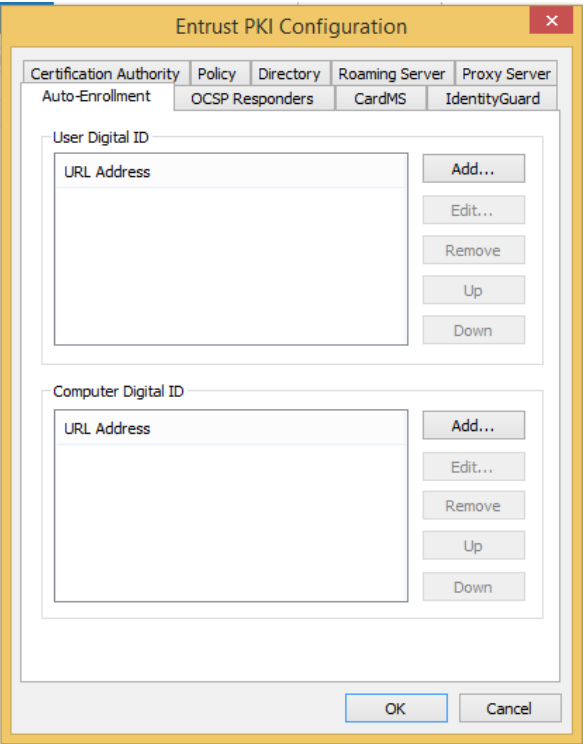 Entrust PKI Configuration
Certification Authority Policy Directory Roaming Server Proxy Server
Auto-Enrollment OCSP Responders CardMS IdentityGuard
User Digital ID
URL Address
Add...
Edit...
Remove
Up
Down
Computer Digital ID
URL Address
Add...
Edit...
Remove
Up
Down
OK Cancel